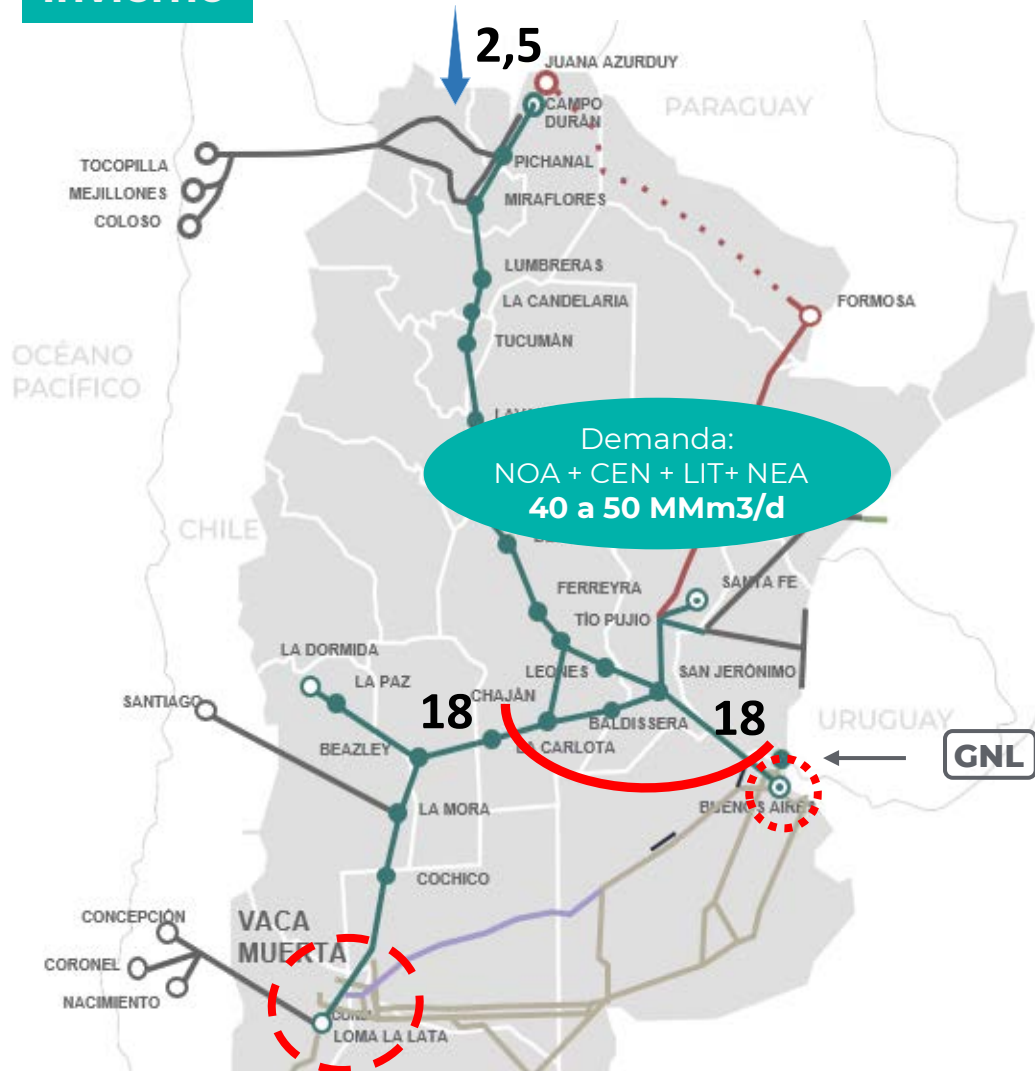 2,5
JUANA AZURDUY
CAMPO
DURÁN
PARAGUAY
TOCOPILLA
PICHANAL
MEJILLONES
MIRAFLORES
COLOSO
LUMBRERAS
LA CANDELARIA
FORMOSA
TUCUMÁN
OCÉANO
PACÍFICO
Demanda:
NOA + CEN + LIT+ NEA
40 a 50 MMm3/d
CHILE
FERREYRA
SANTA FE
TÍO PUJIO
LA DORMIDA
LEONES
SAN JERÓNIMO
LA PAZ
CHAJÁN
SANTIAGO
18
BALDISSERA
18
URUGUAY
BEAZLEY
LA CARLOTA
GNL
LA MORA
BUENOS AIRES
COCHICO
CONCEPCIÓN
VACA
MUERTA
CORONEL
NACIMIENTO
LOMA LA LATA